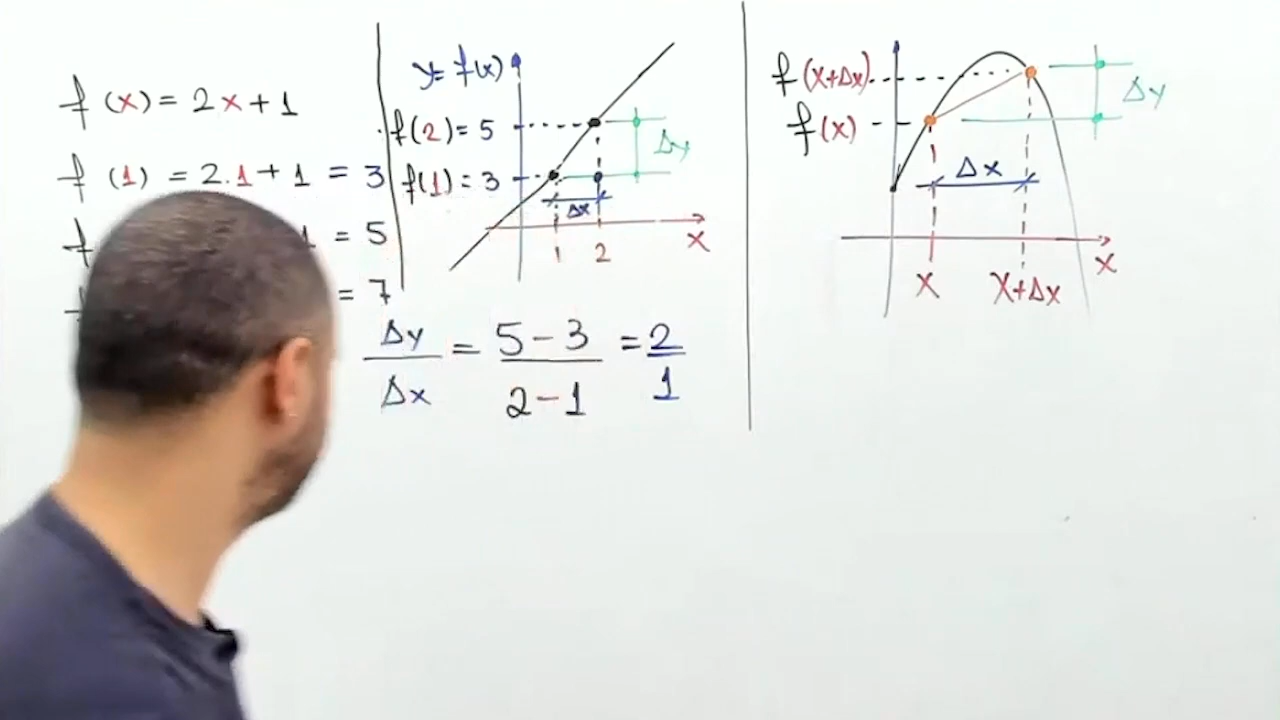 f(x) = 2x + 1
f(1) = 2.1 + 1 = 3
= 5
= 7
y = f(x)
f(2) = 5
f(1) = 3
Δy
Δx
x
1 2
Δy/Δx = 5 - 3/2 - 1 = 2/1
f(x+Δx)
f(x)
Δy
Δx
x
x x+Δx